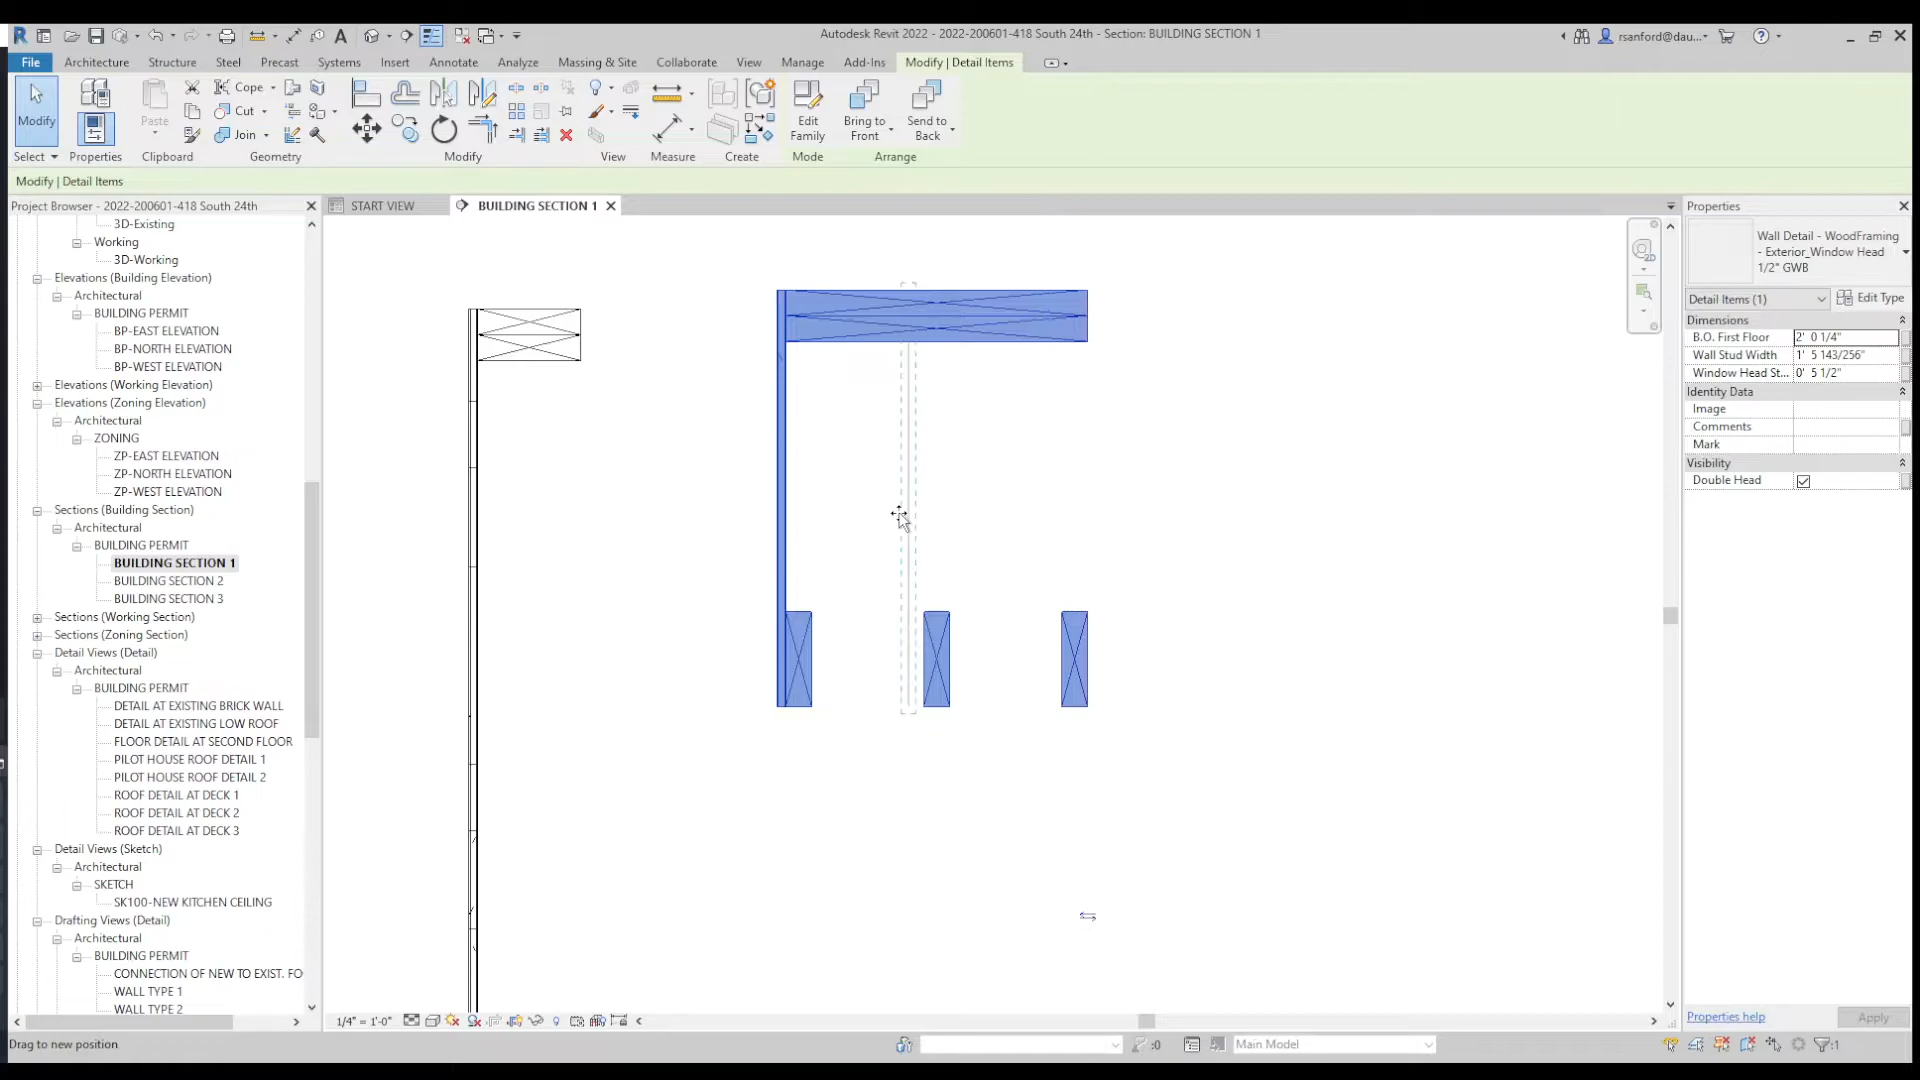 Autodesk Revit 2022 - 2022-200601-418 South 24th - Section: BUILDING SECTION 1
rsanford@dau...
File Architecture Structure Steel Precast Systems Insert Annotate Analyze Massing & Site Collaborate View Manage Add-Ins Modify | Detail Items
Modify
Paste
Cope
Cut
Join
Edit Family
Bring to Front
Send to Back
Select Properties Clipboard Geometry Modify View Measure Create Mode Arrange
Modify | Detail Items
Project Browser - 2022-200601-418 South 24th
3D-Existing
Working
3D-Working
Elevations (Building Elevation)
Architectural
BUILDING PERMIT
BP-EAST ELEVATION
BP-NORTH ELEVATION
BP-WEST ELEVATION
Elevations (Working Elevation)
Elevations (Zoning Elevation)
Architectural
ZONING
ZP-EAST ELEVATION
ZP-NORTH ELEVATION
ZP-WEST ELEVATION
Sections (Building Section)
Architectural
BUILDING PERMIT
BUILDING SECTION 1
BUILDING SECTION 2
BUILDING SECTION 3
Sections (Working Section)
Sections (Zoning Section)
Detail Views (Detail)
Architectural
BUILDING PERMIT
DETAIL AT EXISTING BRICK WALL
DETAIL AT EXISTING LOW ROOF
FLOOR DETAIL AT SECOND FLOOR
PILOT HOUSE ROOF DETAIL 1
PILOT HOUSE ROOF DETAIL 2
ROOF DETAIL AT DECK 1
ROOF DETAIL AT DECK 2
ROOF DETAIL AT DECK 3
Detail Views (Sketch)
Architectural
SKETCH
SK100-NEW KITCHEN CEILING
Drafting Views (Detail)
Architectural
BUILDING PERMIT
CONNECTION OF NEW TO EXIST. FO
WALL TYPE 1
WALL TYPE 2
START VIEW
BUILDING SECTION 1
2D
Properties
Wall Detail - WoodFraming
- Exterior_Window Head
1/2" GWB
Detail Items (1) Edit Type
Dimensions
B.O. First Floor 2' 0 1/4"
Wall Stud Width 1' 5 143/256"
Window Head St... 0' 5 1/2"
Identity Data
Image
Comments
Mark
Visibility
Double Head
Properties help Apply
1/4" = 1'-0"
Drag to new position
:0
Main Model
:1